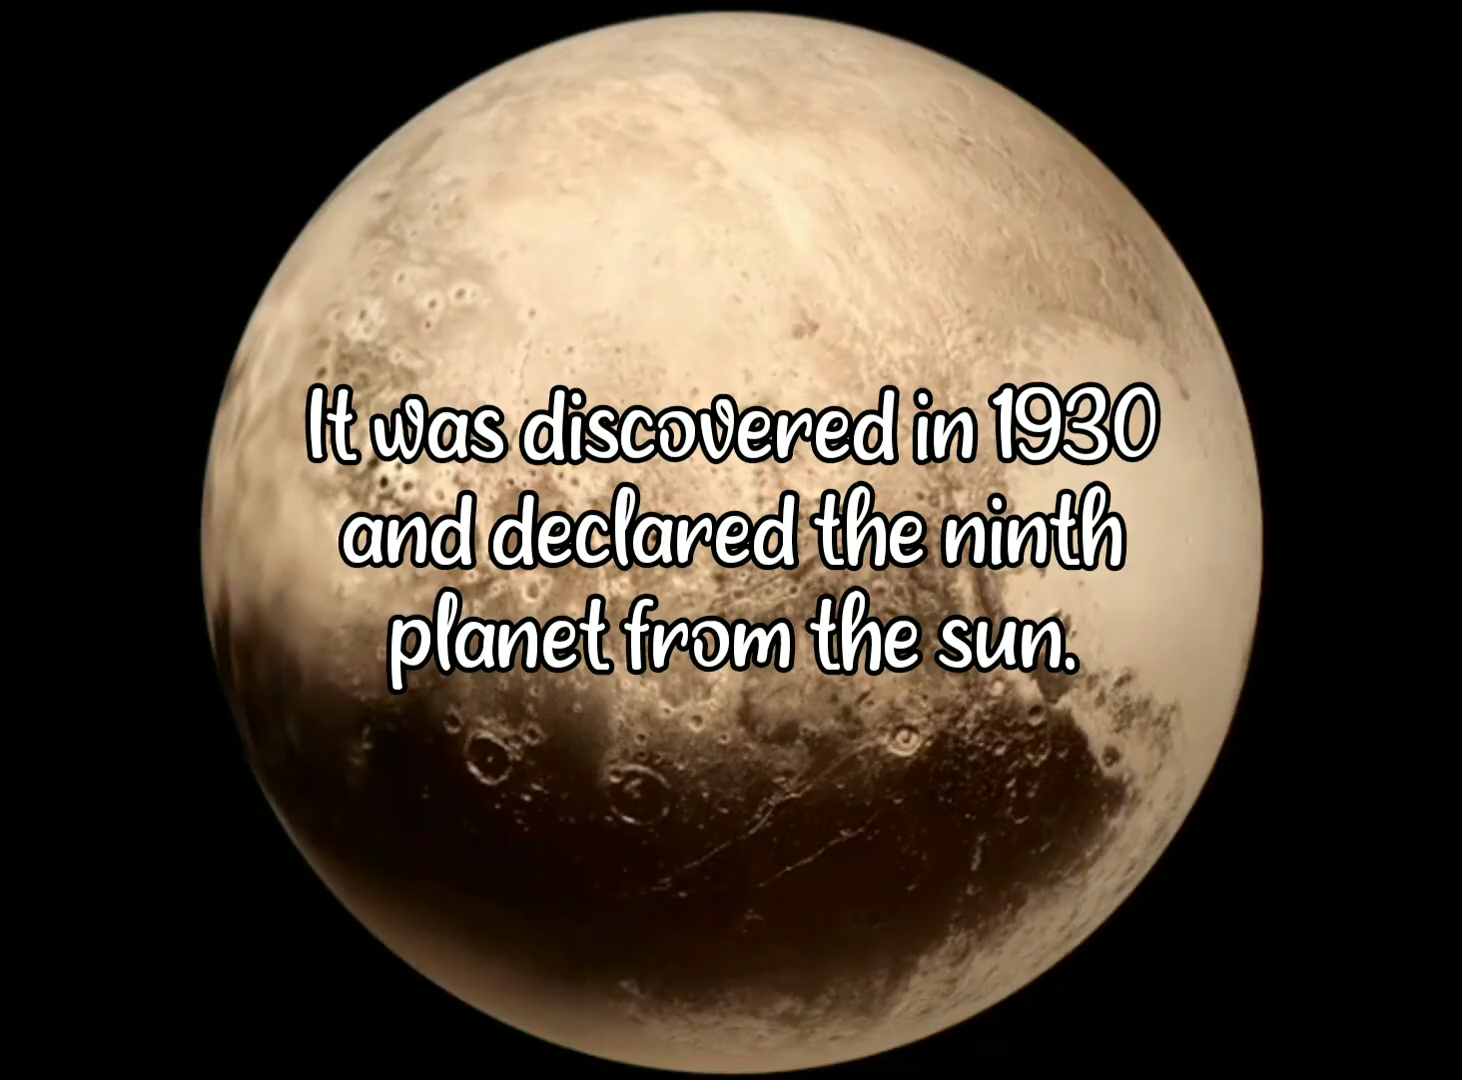 It was discovered in 1930
and declared the ninth
planet from the sun.